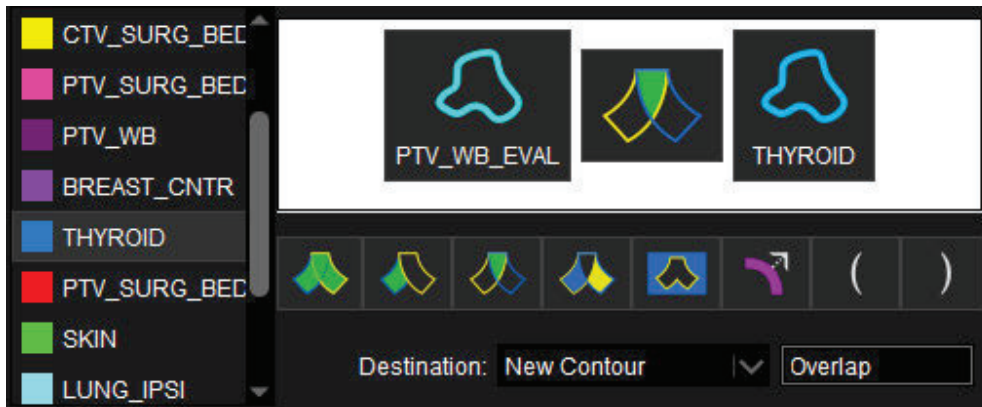 CTV_SURG_BED
PTV_SURG_BED
PTV_WB
BREAST_CNTR
THYROID
PTV_SURG_BED
SKIN
LUNG_IPSI
PTV_WB_EVAL
THYROID
( )
Destination: New Contour Overlap